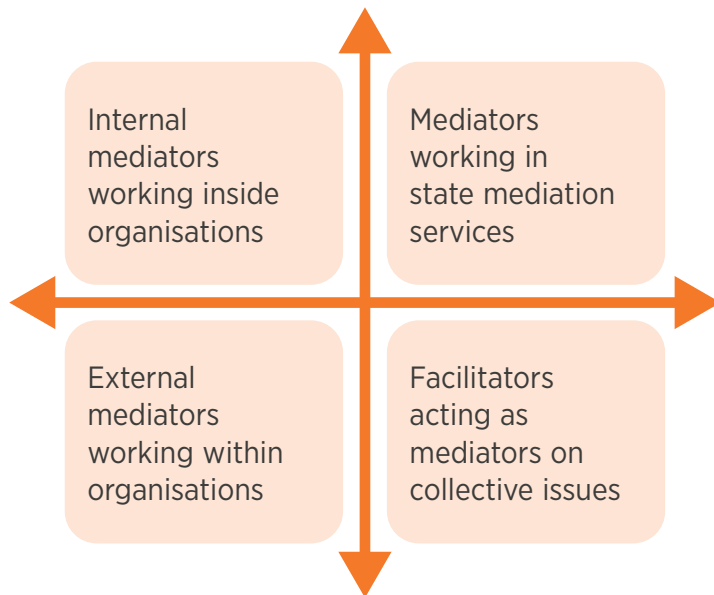 Internal
mediators
working inside
organisations
Mediators
working in
state mediation
services
External
mediators
working within
organisations
Facilitators
acting as
mediators on
collective issues